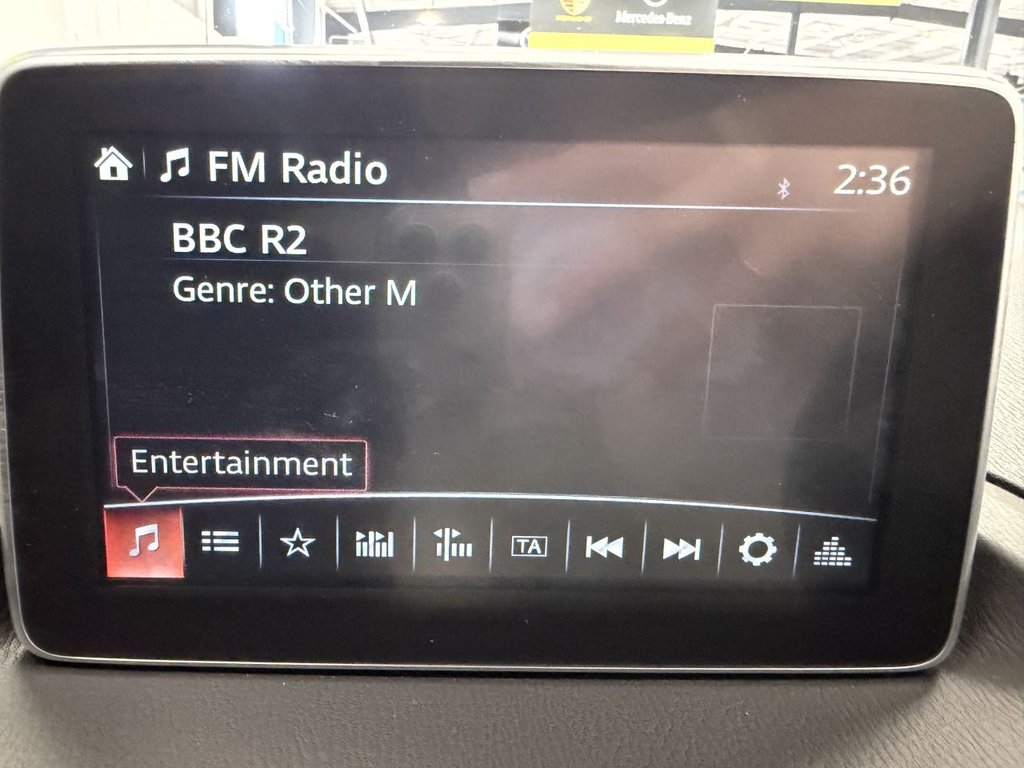 Mercedes-Benz
FM Radio
2:36
BBC R2
Genre: Other M
Entertainment
TA